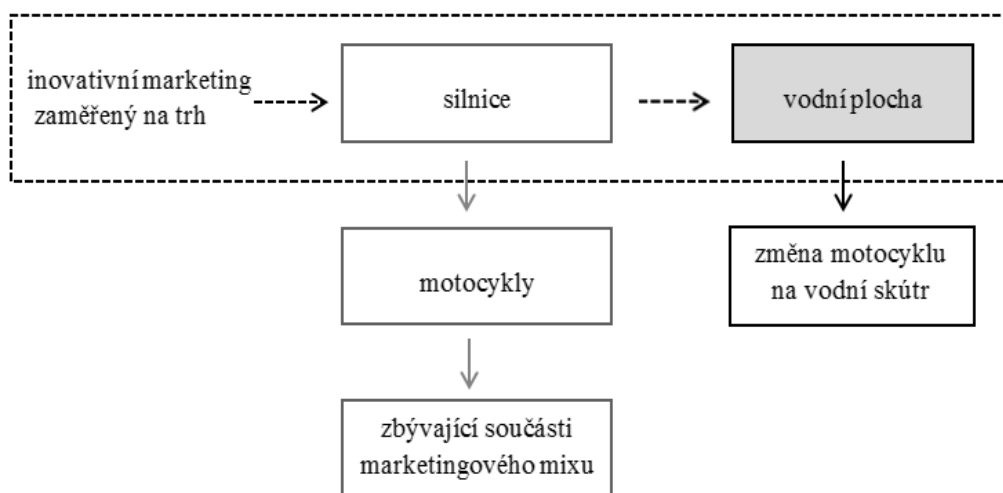 inovativní marketing
zaměřený na trh
silnice
vodní plocha
motocykly
změna motocyklu
na vodní skútr
zbývající součásti
marketingového mixu